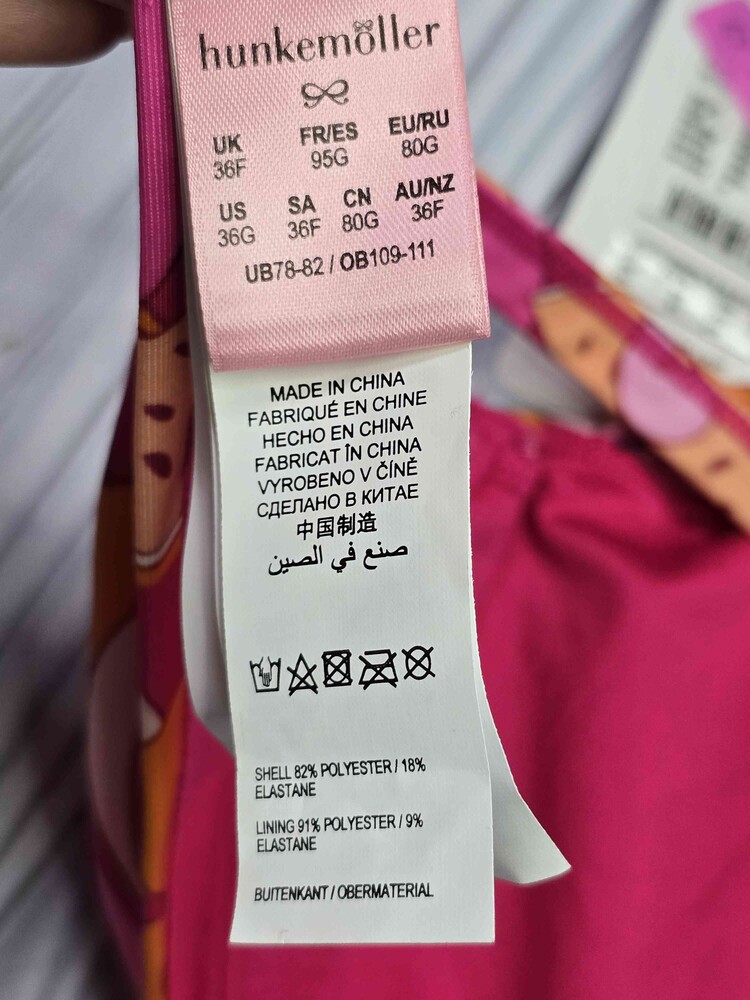 hunkemöller
UK FR/ES EU/RU
36F 95G 80G
US SA CN AU/NZ
36G 36F 80G 36F
UB78-82 / OB109-111
MADE IN CHINA
FABRIQUÉ EN CHINE
HECHO EN CHINA
FABRICAT ÎN CHINA
VYROBENO V ČÍNĚ
СДЕЛАНО В КИТАЕ
中国制造
صنع في الصين
SHELL 82% POLYESTER / 18%
ELASTANE
LINING 91% POLYESTER / 9%
ELASTANE
BUITENKANT / OBERMATERIAL